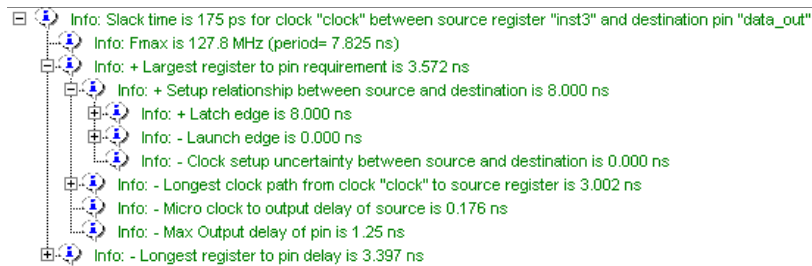 Info: Slack time is 175 ps for clock "clock" between source register "inst3" and destination pin "data_out"
Info: Fmax is 127.8 MHz (period= 7.825 ns)
Info: + Largest register to pin requirement is 3.572 ns
Info: + Setup relationship between source and destination is 8.000 ns
Info: + Latch edge is 8.000 ns
Info: - Launch edge is 0.000 ns
Info: - Clock setup uncertainty between source and destination is 0.000 ns
Info: - Longest clock path from clock "clock" to source register is 3.002 ns
Info: - Micro clock to output delay of source is 0.176 ns
Info: - Max Output delay of pin is 1.25 ns
Info: - Longest register to pin delay is 3.397 ns